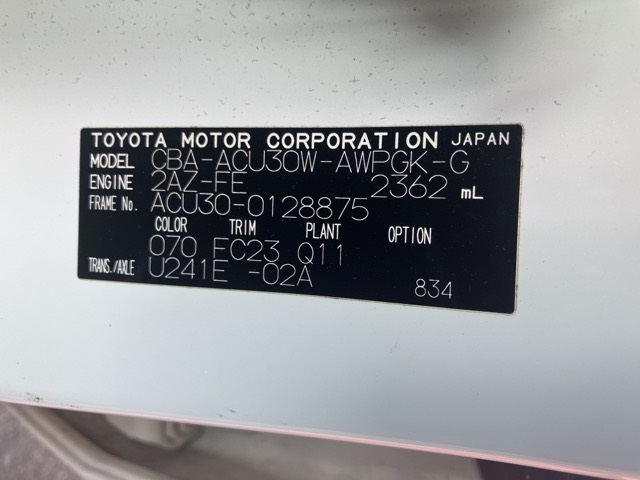 TOYOTA MOTOR CORPORATION JAPAN
MODEL CBA-ACU30W-AWPGK-G
ENGINE 2AZ-FE 2362 mL
FRAME No. ACU30-0128875
COLOR TRIM PLANT OPTION
070 FC23 Q11
TRANS./AXLE U241E -02A 834